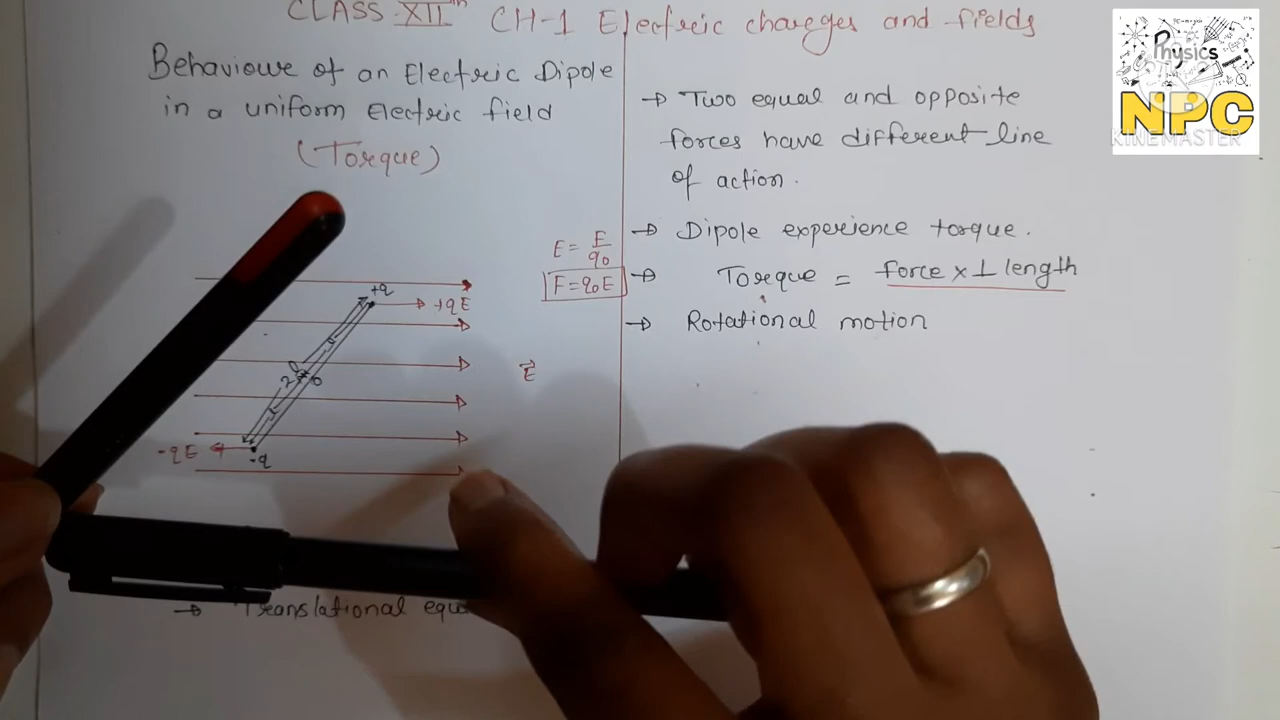 CLASS XIIth CH-1 Electric charges and fields
Behaviour of an Electric Dipole
in a uniform Electric field
(Torque)
+q
+qE
2l
-qE
-q
E = F/q₀
F = q₀E
E⃗
→ Translational
→ Two equal and opposite
forces have different line
of action.
→ Dipole experience torque.
→ Torque = force × ⊥ length
→ Rotational motion
Physics
NPC
KINEMASTER